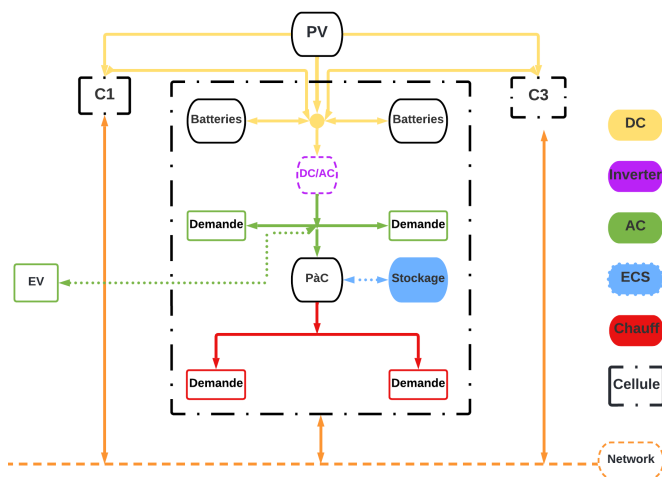 PV
C1
C3
Batteries
Batteries
DC
DC/AC
Inverter
Demande
Demande
AC
EV
PàC
Stockage
ECS
Chauff
Demande
Demande
Cellule
Network